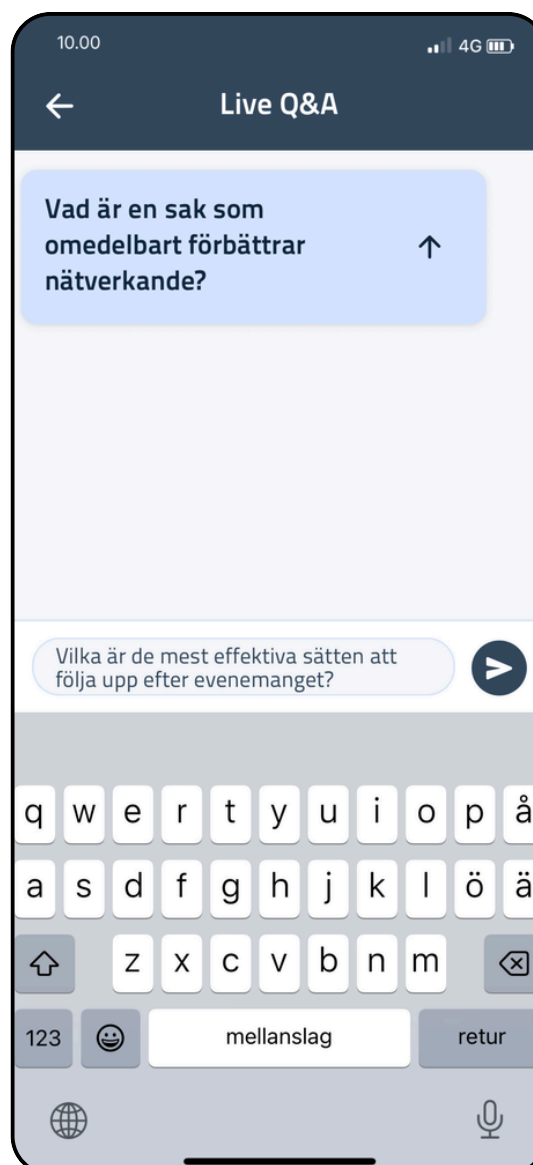 10.00
4G
Live Q&A
Vad är en sak som
omedelbart förbättrar
nätverkande?
Vilka är de mest effektiva sätten att
följa upp efter evenemanget?
q w e r t y u i o p å
a s d f g h j k l ö ä
z x c v b n m
123 mellanslag retur